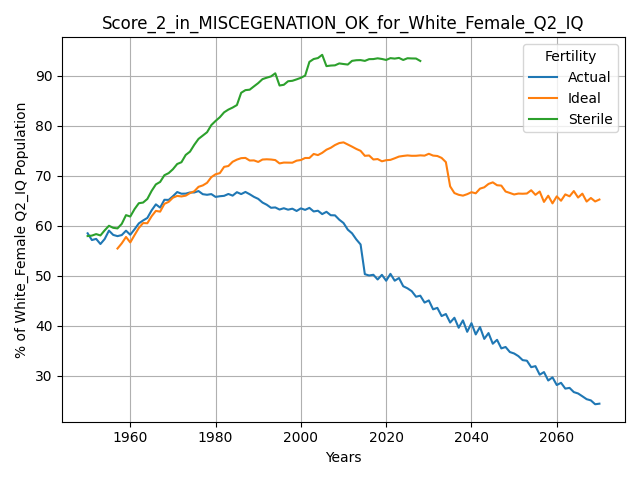 Score_2_in_MISCEGENATION_OK_for_White_Female_Q2_IQ
Fertility
Actual
Ideal
Sterile
% of White_Female Q2_IQ Population
90
80
70
60
50
40
30
1960 1980 2000 2020 2040 2060
Years